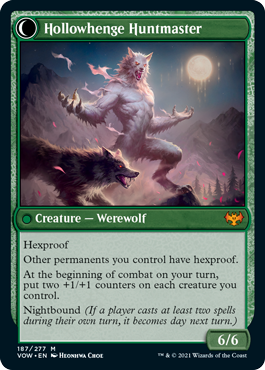 Hollowhenge Huntmaster
Creature — Werewolf
Hexproof
Other permanents you control have hexproof.
At the beginning of combat on your turn,
put two +1/+1 counters on each creature you
control.
Nightbound (If a player casts at least two spells
during their own turn, it becomes day next turn.)
6/6
187/277 M
VOW • EN Heonhwa Choe
™ & © 2021 Wizards of the Coast